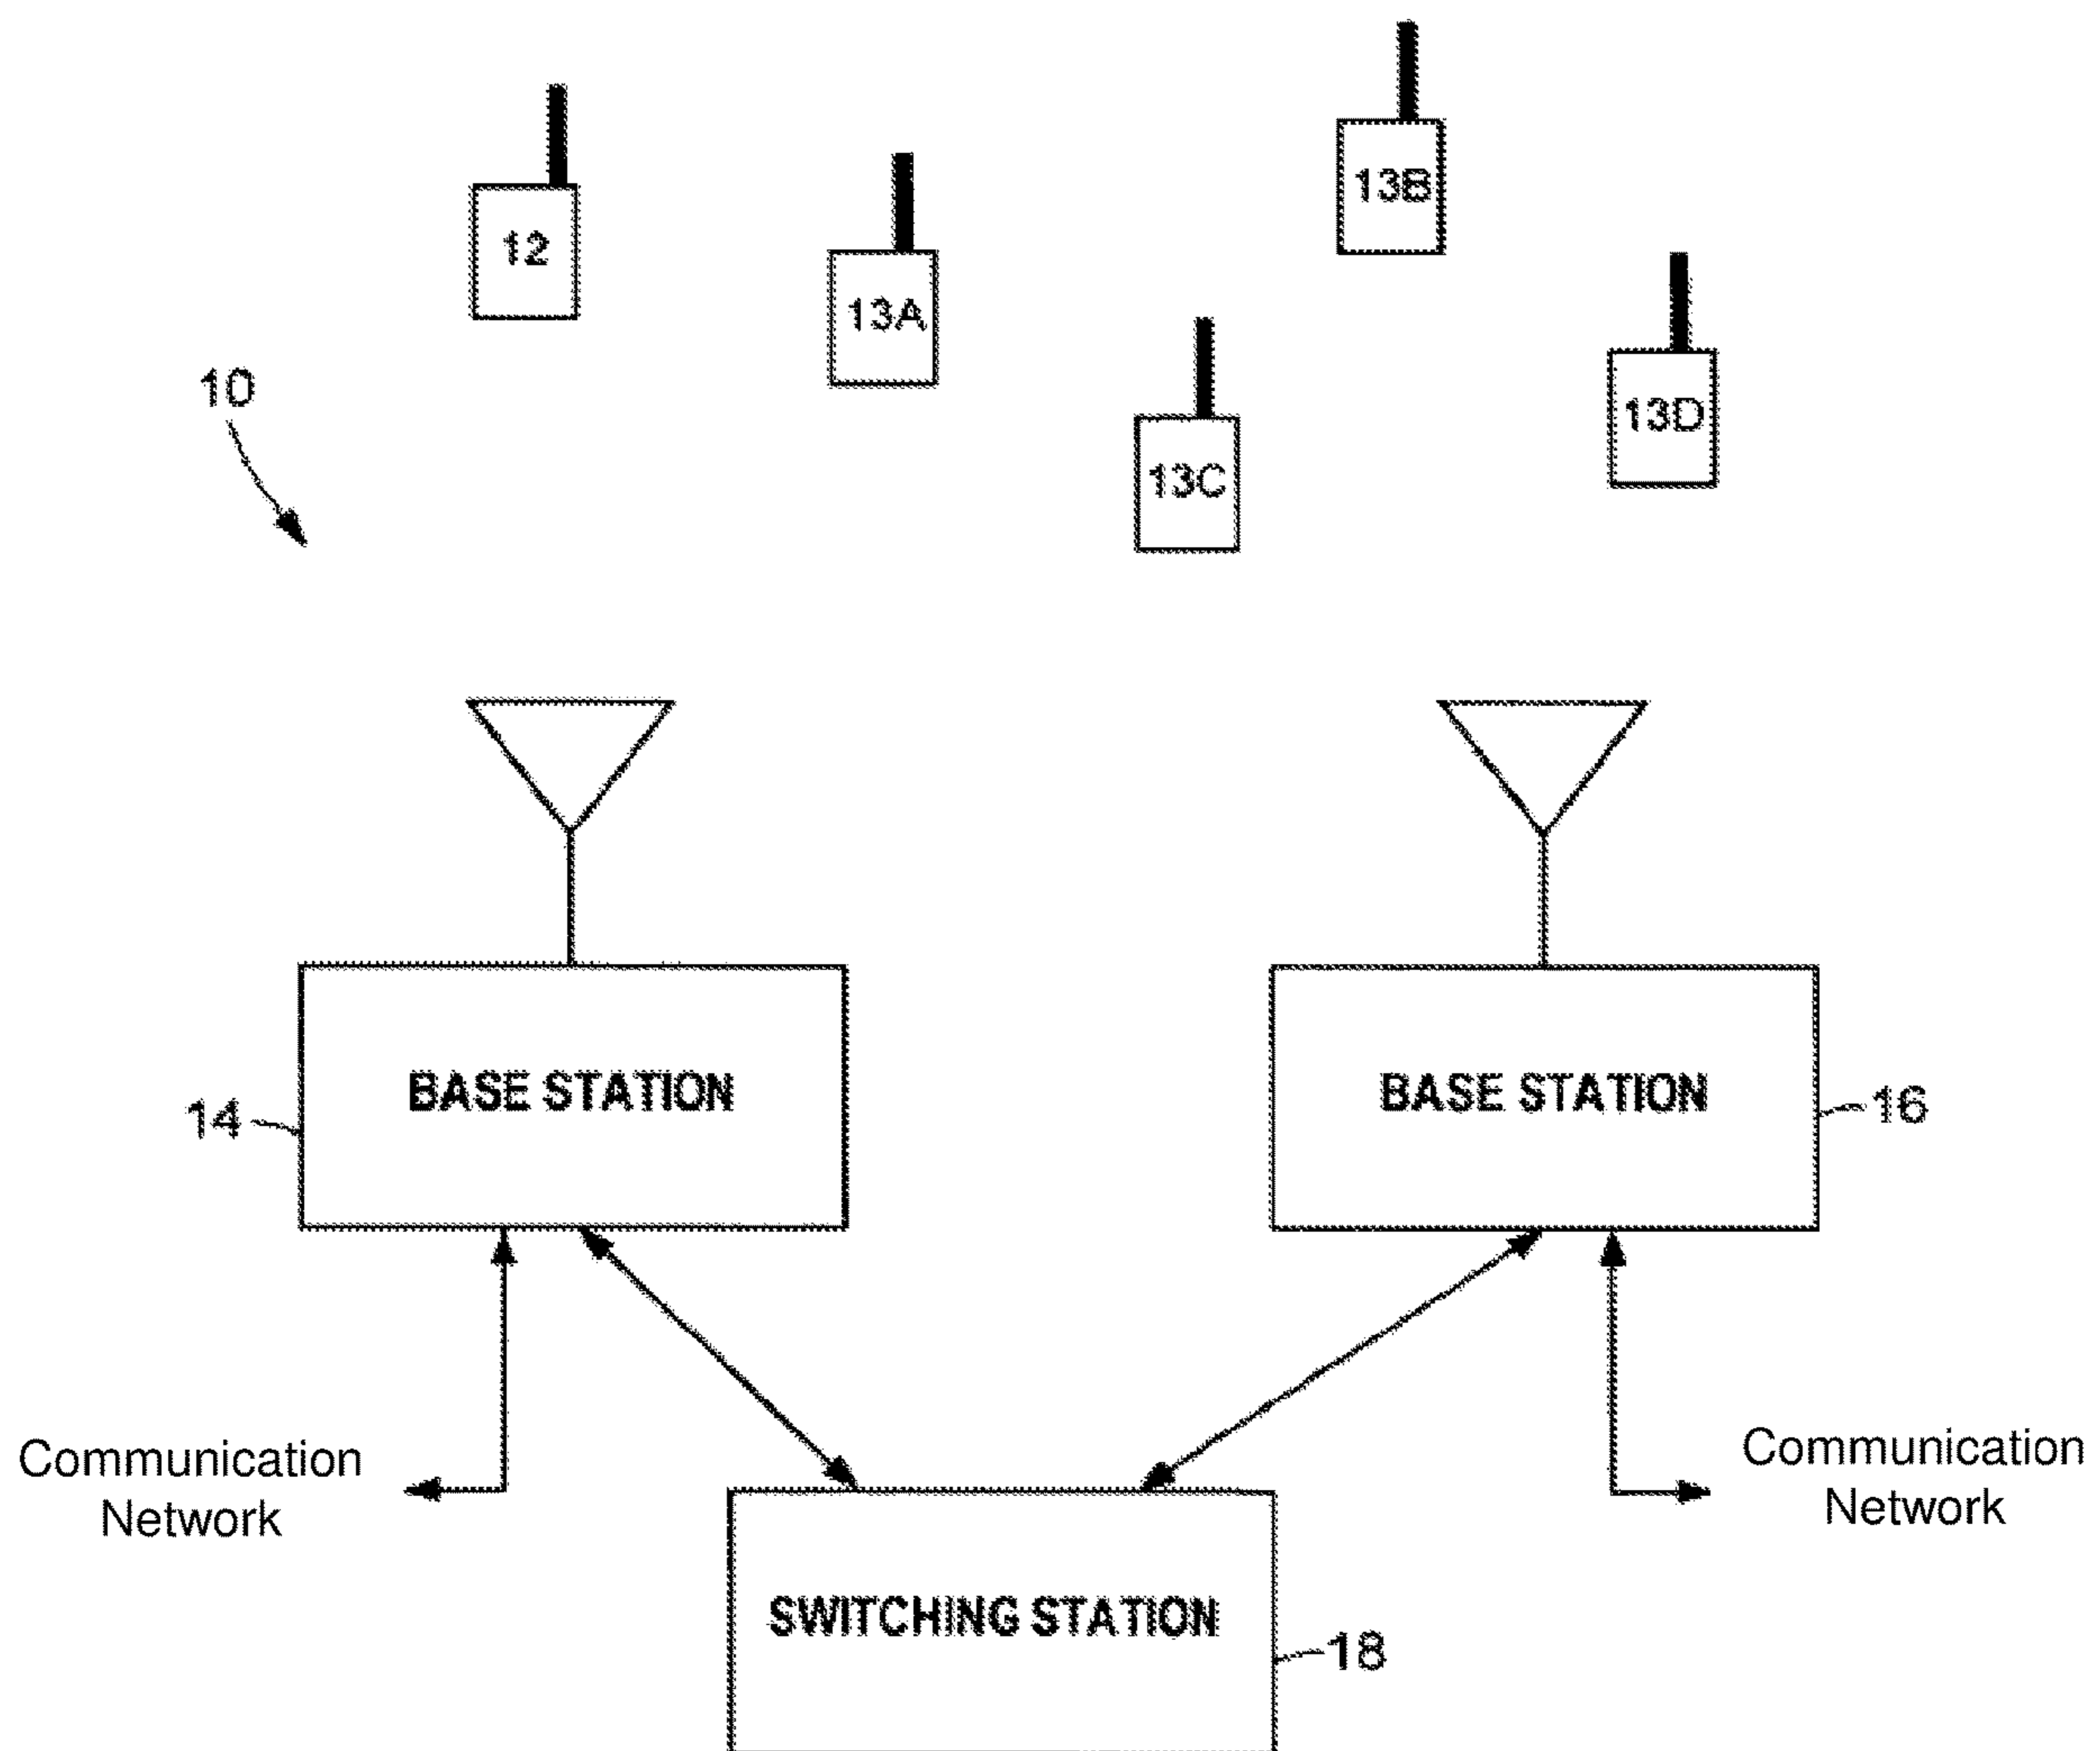 13B
12
13A
10
13D
13C
BASE STATION
BASE STATION
14
16
Communication
Network
Communication
Network
SWITCHING STATION
18